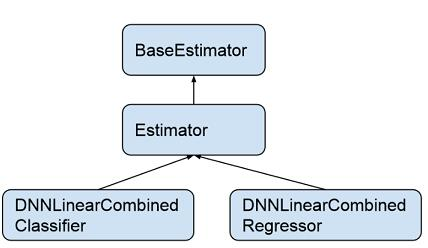 BaseEstimator
Estimator
DNNLinearCombined
Classifier
DNNLinearCombined
Regressor